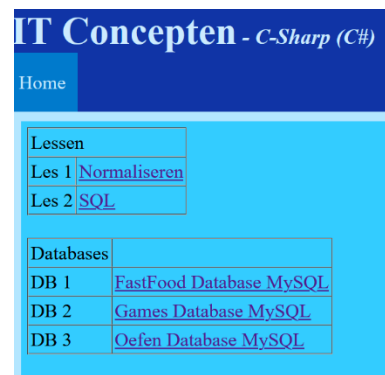 IT Concepten - C-Sharp (C#)
Home
Lessen
Les 1 Normaliseren
Les 2 SQL
Databases
DB 1 FastFood Database MySQL
DB 2 Games Database MySQL
DB 3 Oefen Database MySQL